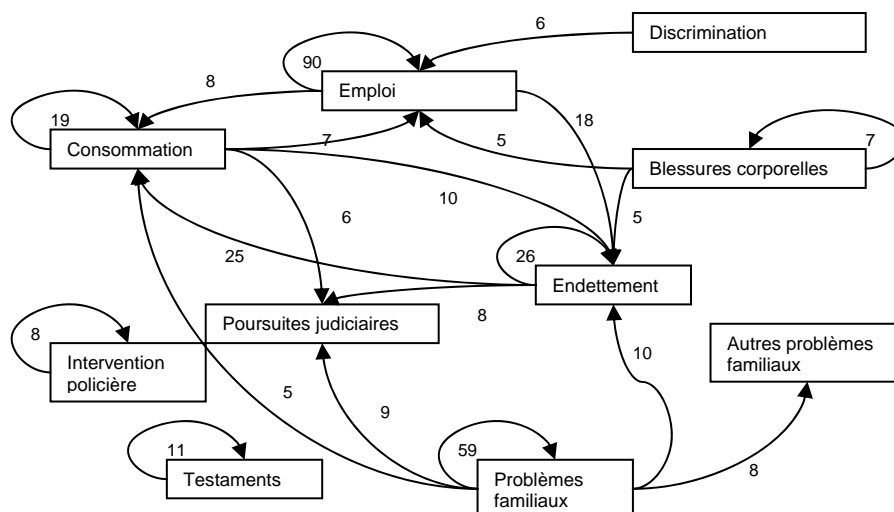 6
Discrimination
90
Emploi
8
18
19
Consommation
7
5
7
Blessures corporelles
10
6
5
25
26
Endettement
8
Poursuites judiciaires
8
Intervention
policière
10
Autres problèmes
familiaux
5
9
11
Testaments
59
Problèmes
familiaux
8